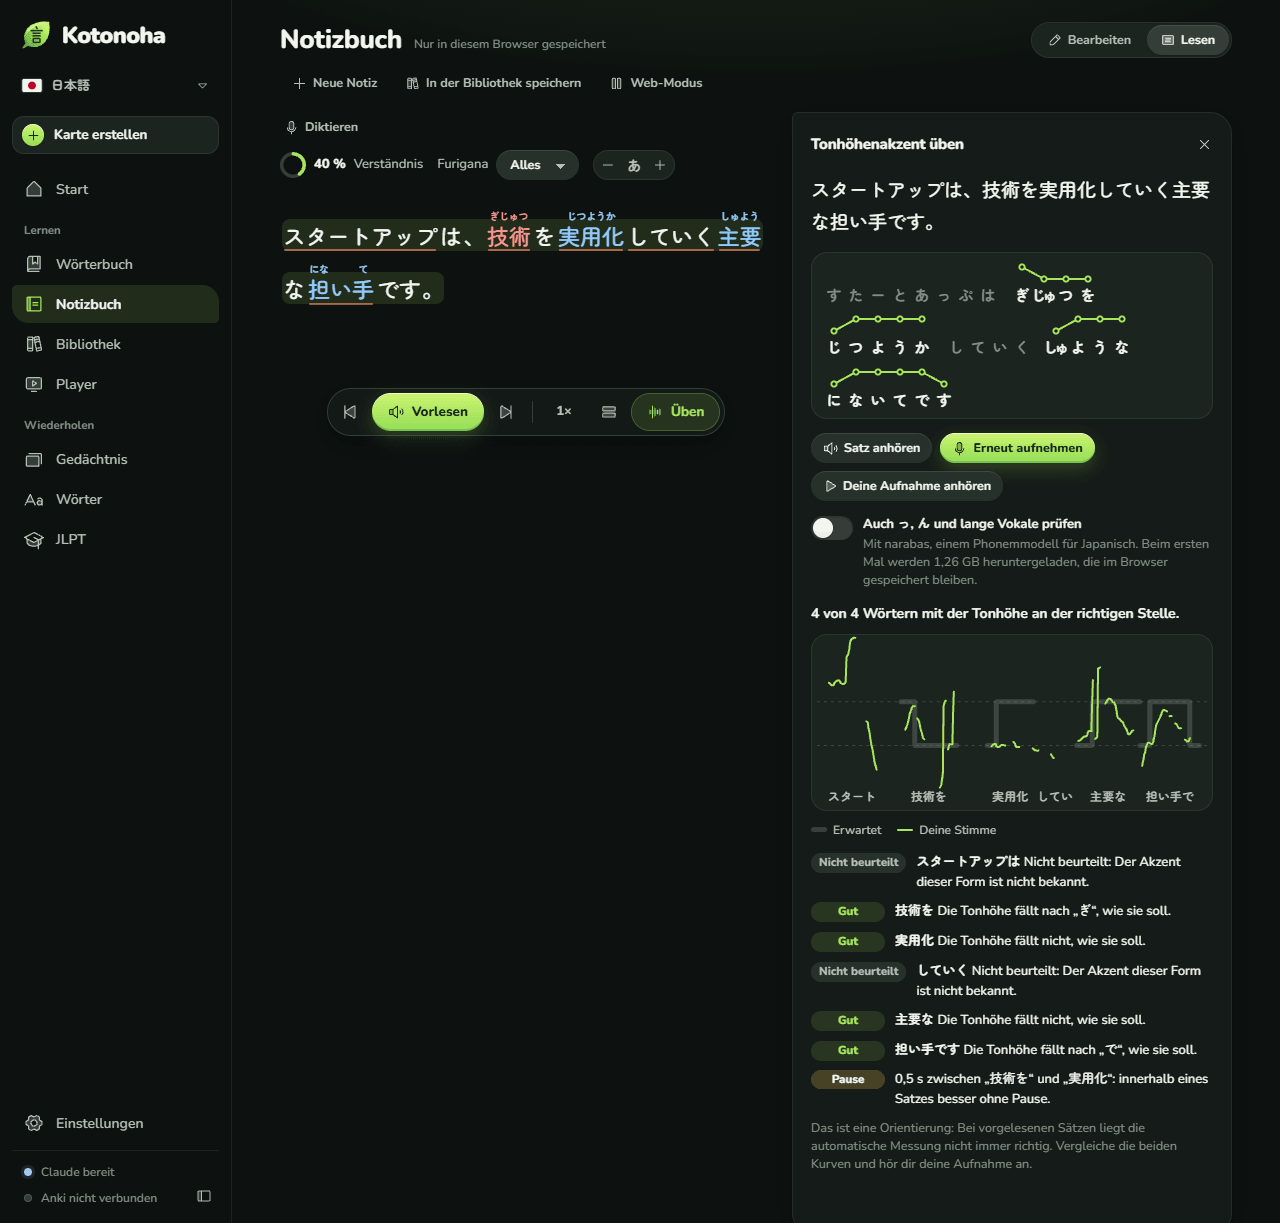 Kotonoha
日本語
Karte erstellen
Start
Lernen
Wörterbuch
Notizbuch
Bibliothek
Player
Wiederholen
Gedächtnis
Aa Wörter
JLPT
Einstellungen
Claude bereit
Anki nicht verbunden
Notizbuch Nur in diesem Browser gespeichert
Bearbeiten Lesen
Neue Notiz In der Bibliothek speichern Web-Modus
Diktieren
40 % Verständnis Furigana Alles あ
ぎじゅつ じつようか しゅよう
スタートアップは、技術を実用化していく主要
にな て
な担い手です。
Vorlesen 1× Üben
Tonhöhenakzent üben
スタートアップは、技術を実用化していく主要
な担い手です。
すたーとあっぷは ぎじゅつを
じつようか していく しゅような
にないてです
Satz anhören Erneut aufnehmen
Deine Aufnahme anhören
Auch っ, ん und lange Vokale prüfen
Mit narabas, einem Phonemmodell für Japanisch. Beim ersten
Mal werden 1,26 GB heruntergeladen, die im Browser
gespeichert bleiben.
4 von 4 Wörtern mit der Tonhöhe an der richtigen Stelle.
スタート 技術を 実用化 してい 主要な 担い手で
Erwartet Deine Stimme
Nicht beurteilt スタートアップは Nicht beurteilt: Der Akzent
dieser Form ist nicht bekannt.
Gut 技術を Die Tonhöhe fällt nach „ぎ“, wie sie soll.
Gut 実用化 Die Tonhöhe fällt nicht, wie sie soll.
Nicht beurteilt していく Nicht beurteilt: Der Akzent dieser Form
ist nicht bekannt.
Gut 主要な Die Tonhöhe fällt nicht, wie sie soll.
Gut 担い手です Die Tonhöhe fällt nach „で“, wie sie soll.
Pause 0,5 s zwischen „技術を“ und „実用化“: innerhalb eines
Satzes besser ohne Pause.
Das ist eine Orientierung: Bei vorgelesenen Sätzen liegt die
automatische Messung nicht immer richtig. Vergleiche die beiden
Kurven und hör dir deine Aufnahme an.